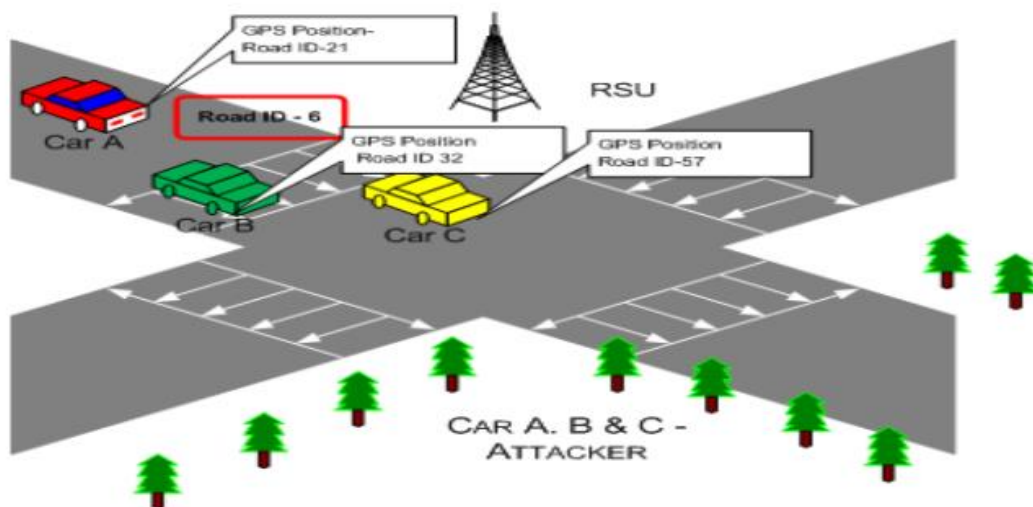 GPS Position-
Road ID-21
RSU
Road ID - 6
Car A
GPS Position
Road ID 32
GPS Position
Road ID-57
Car B
Car C
CAR A. B & C -
ATTACKER